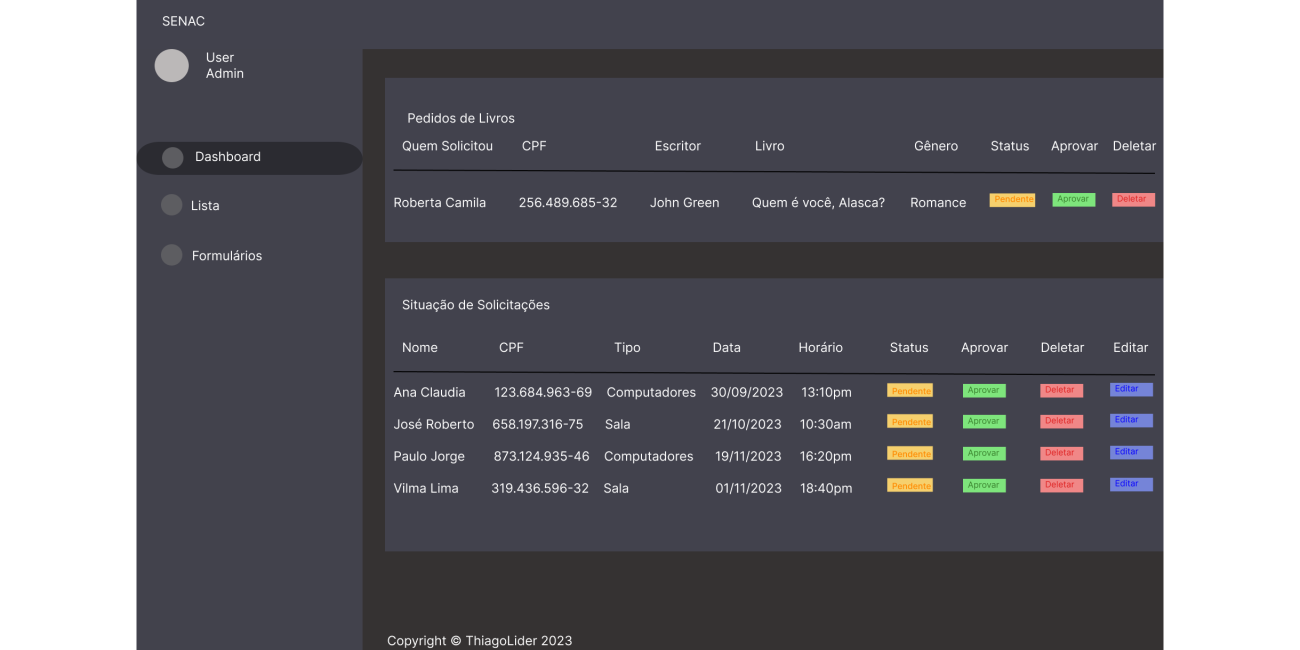 SENAC
User
Admin
Dashboard
Lista
Formulários
Pedidos de Livros
Quem Solicitou CPF Escritor Livro Gênero Status Aprovar Deletar
Roberta Camila 256.489.685-32 John Green Quem é você, Alasca? Romance Pendente Aprovar Deletar
Situação de Solicitações
Nome CPF Tipo Data Horário Status Aprovar Deletar Editar
Ana Claudia 123.684.963-69 Computadores 30/09/2023 13:10pm Pendente Aprovar Deletar Editar
José Roberto 658.197.316-75 Sala 21/10/2023 10:30am Pendente Aprovar Deletar Editar
Paulo Jorge 873.124.935-46 Computadores 19/11/2023 16:20pm Pendente Aprovar Deletar Editar
Vilma Lima 319.436.596-32 Sala 01/11/2023 18:40pm Pendente Aprovar Deletar Editar
Copyright © ThiagoLider 2023